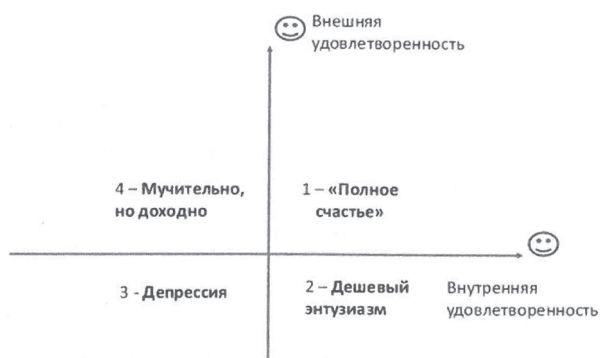 Внешняя
удовлетворенность
4 – Мучительно,
но доходно
1 – «Полное
счастье»
3 - Депрессия
2 – Дешевый
энтузиазм
Внутренняя
удовлетворенность